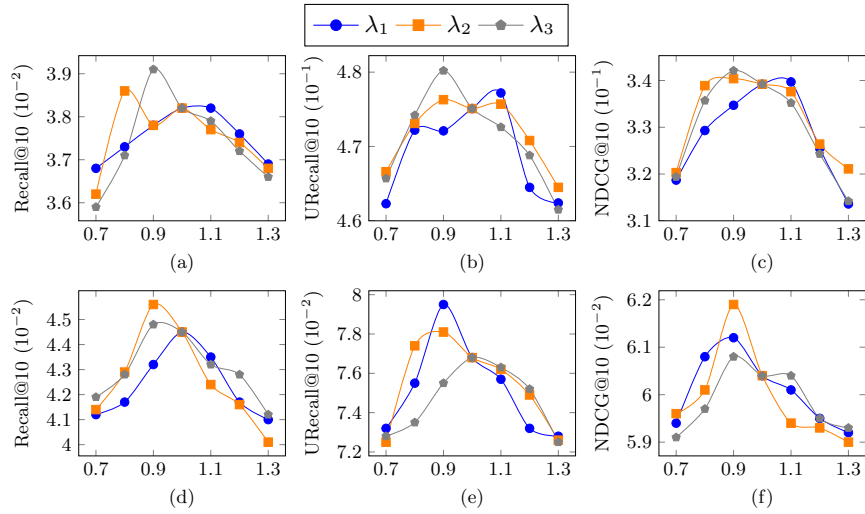 λ1 λ2 λ3
Recall@10 (10^−2)
3.9
3.8
3.7
3.6
0.7 0.9 1.1 1.3
(a)
URecall@10 (10^−1)
4.8
4.7
4.6
0.7 0.9 1.1 1.3
(b)
NDCG@10 (10^−1)
3.4
3.3
3.2
3.1
0.7 0.9 1.1 1.3
(c)
Recall@10 (10^−2)
4.5
4.4
4.3
4.2
4.1
4
0.7 0.9 1.1 1.3
(d)
URecall@10 (10^−2)
8
7.8
7.6
7.4
7.2
0.7 0.9 1.1 1.3
(e)
NDCG@10 (10^−2)
6.2
6.1
6
5.9
0.7 0.9 1.1 1.3
(f)